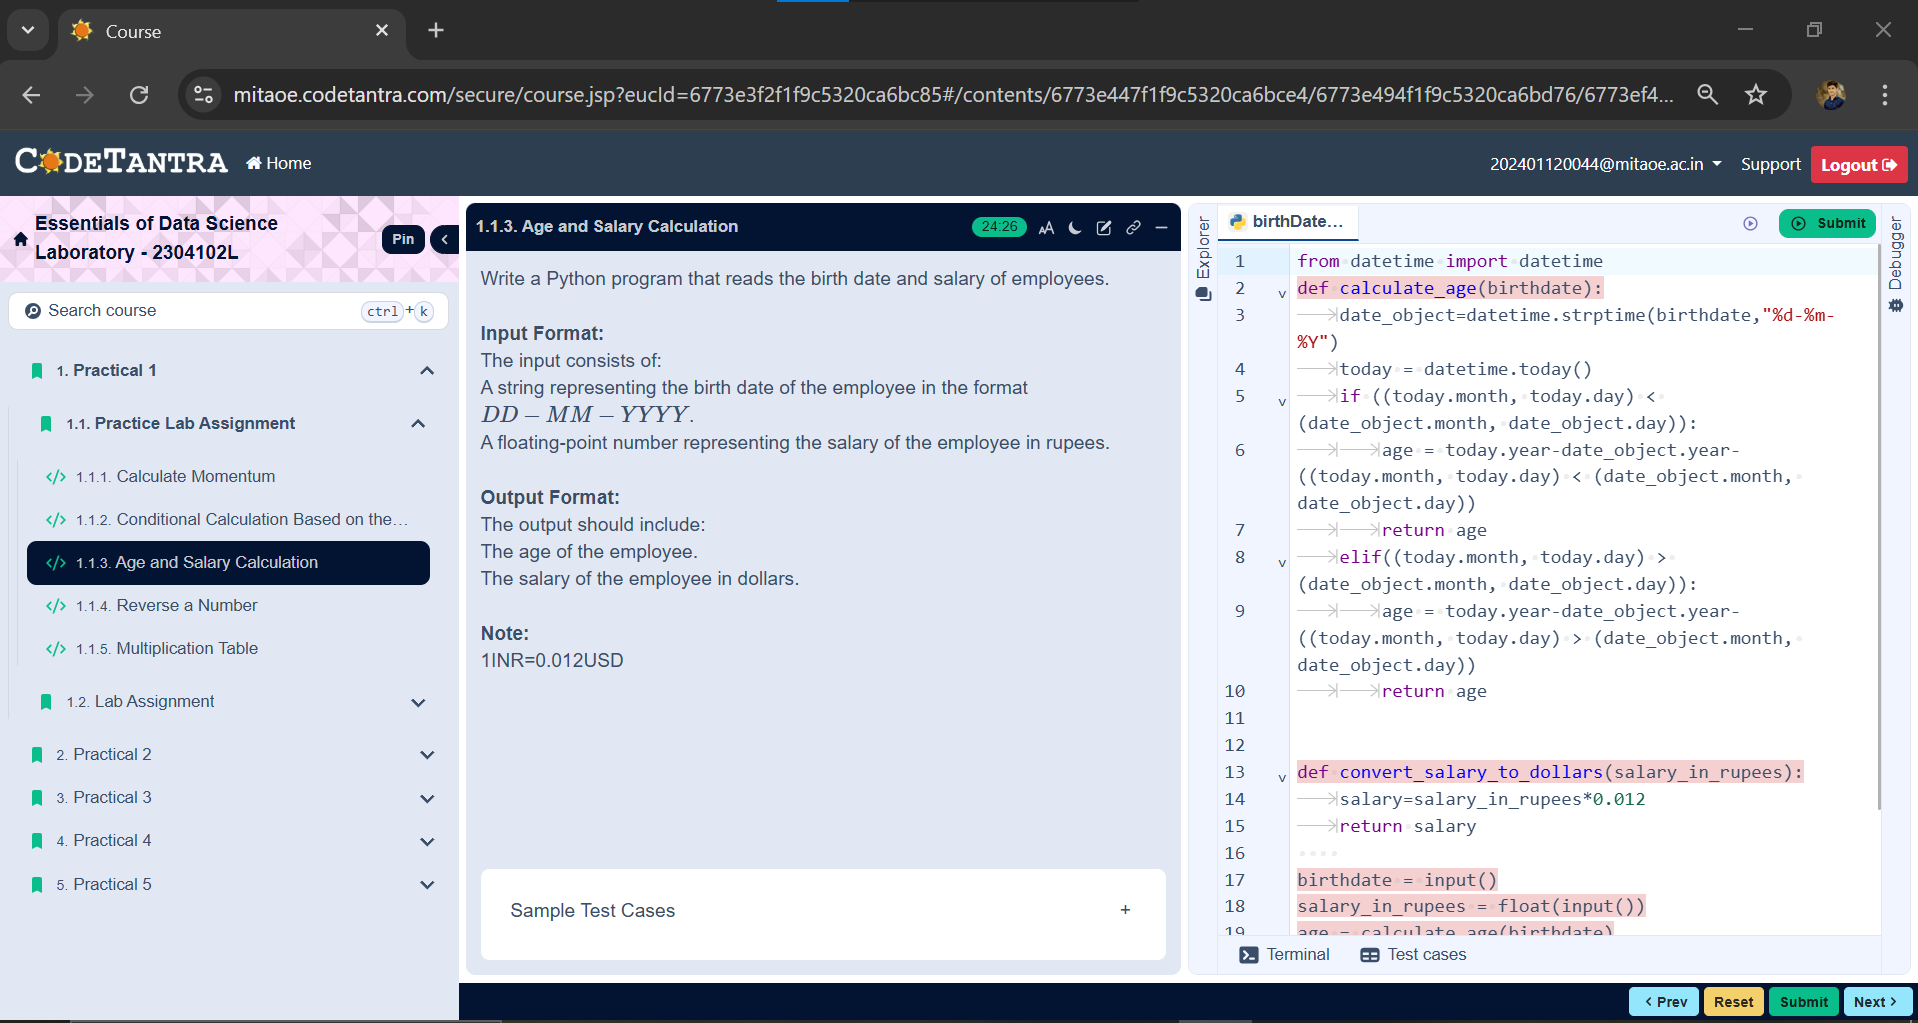 Course
mitaoe.codetantra.com/secure/course.jsp?eucId=6773e3f2f1f9c5320ca6bc85#/contents/6773e447f1f9c5320ca6bce4/6773e494f1f9c5320ca6bd76/6773ef4...
CODETANTRA
Home
202401120044@mitaoe.ac.in
Support
Logout
Essentials of Data Science
Laboratory - 2304102L
Pin
Search course
ctrl + k
1. Practical 1
1.1. Practice Lab Assignment
</> 1.1.1. Calculate Momentum
</> 1.1.2. Conditional Calculation Based on the...
</> 1.1.3. Age and Salary Calculation
</> 1.1.4. Reverse a Number
</> 1.1.5. Multiplication Table
1.2. Lab Assignment
2. Practical 2
3. Practical 3
4. Practical 4
5. Practical 5
1.1.3. Age and Salary Calculation
24:26
AA
Write a Python program that reads the birth date and salary of employees.
Input Format:
The input consists of:
A string representing the birth date of the employee in the format
DD − MM − YYYY.
A floating-point number representing the salary of the employee in rupees.
Output Format:
The output should include:
The age of the employee.
The salary of the employee in dollars.
Note:
1INR=0.012USD
Sample Test Cases
+
Explorer
birthDate...
Submit
Debugger
1 from datetime import datetime
2 def calculate_age(birthdate):
3 date_object=datetime.strptime(birthdate,"%d-%m-
%Y")
4 today = datetime.today()
5 if ((today.month, today.day) <
(date_object.month, date_object.day)):
6 age = today.year-date_object.year-
((today.month, today.day) < (date_object.month,
date_object.day))
7 return age
8 elif((today.month, today.day) >
(date_object.month, date_object.day)):
9 age = today.year-date_object.year-
((today.month, today.day) > (date_object.month,
date_object.day))
10 return age
11
12
13 def convert_salary_to_dollars(salary_in_rupees):
14 salary=salary_in_rupees*0.012
15 return salary
16
17 birthdate = input()
18 salary_in_rupees = float(input())
19 age = calculate_age(birthdate)
Terminal
Test cases
< Prev
Reset
Submit
Next >